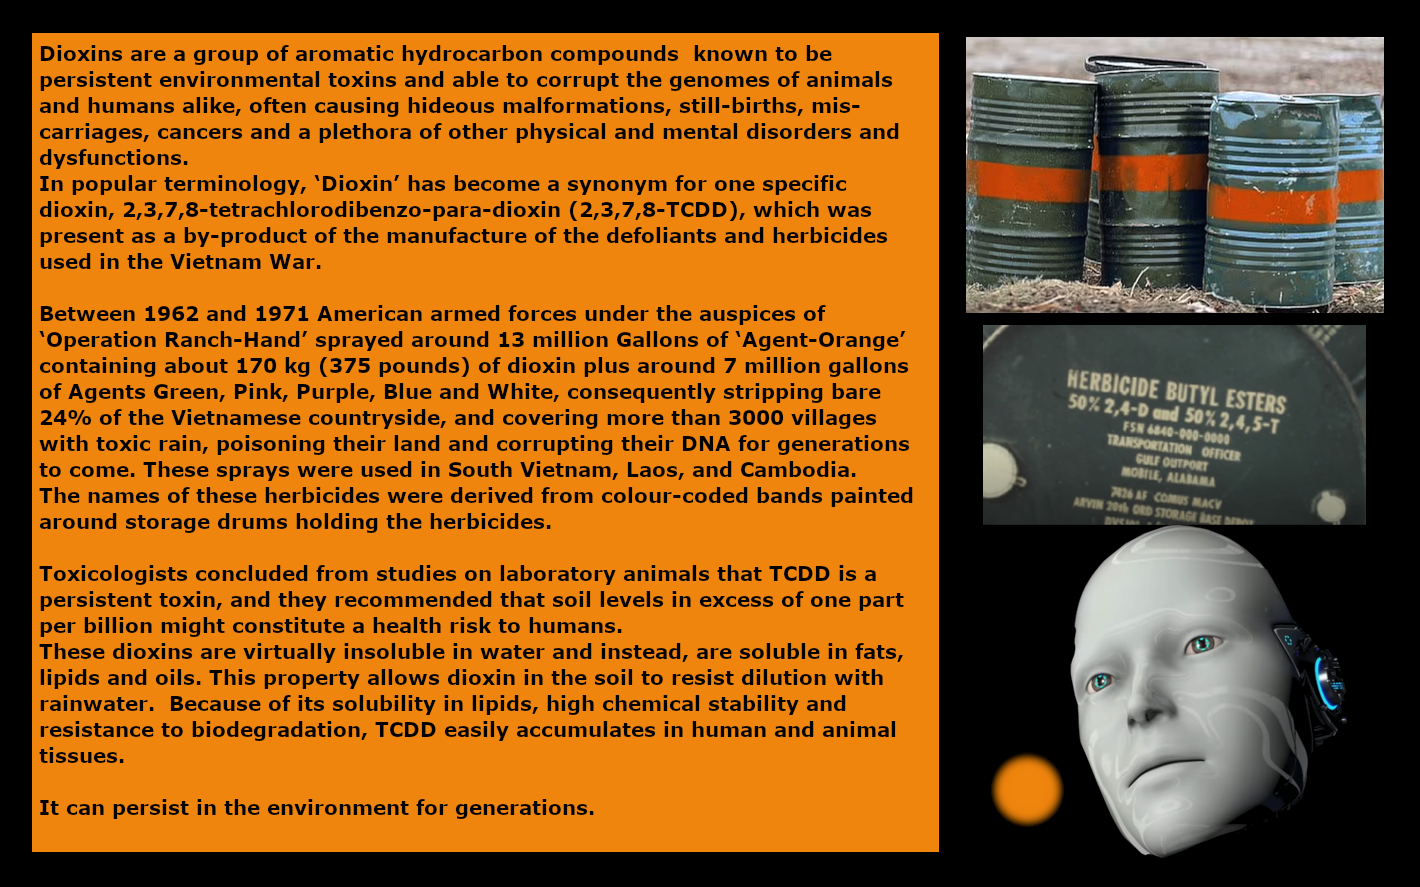 Dioxins are a group of aromatic hydrocarbon compounds  known to be
persistent environmental toxins and able to corrupt the genomes of animals
and humans alike, often causing hideous malformations, still-births, mis-
carriages, cancers and a plethora of other physical and mental disorders and
dysfunctions.
In popular terminology, ‘Dioxin’ has become a synonym for one specific
dioxin, 2,3,7,8-tetrachlorodibenzo-para-dioxin (2,3,7,8-TCDD), which was
present as a by-product of the manufacture of the defoliants and herbicides
used in the Vietnam War.
Between 1962 and 1971 American armed forces under the auspices of
‘Operation Ranch-Hand’ sprayed around 13 million Gallons of ‘Agent-Orange’
containing about 170 kg (375 pounds) of dioxin plus around 7 million gallons
of Agents Green, Pink, Purple, Blue and White, consequently stripping bare
24% of the Vietnamese countryside, and covering more than 3000 villages
with toxic rain, poisoning their land and corrupting their DNA for generations
to come. These sprays were used in South Vietnam, Laos, and Cambodia.
The names of these herbicides were derived from colour-coded bands painted
around storage drums holding the herbicides.
Toxicologists concluded from studies on laboratory animals that TCDD is a
persistent toxin, and they recommended that soil levels in excess of one part
per billion might constitute a health risk to humans.
These dioxins are virtually insoluble in water and instead, are soluble in fats,
lipids and oils. This property allows dioxin in the soil to resist dilution with
rainwater.  Because of its solubility in lipids, high chemical stability and
resistance to biodegradation, TCDD easily accumulates in human and animal
tissues.
It can persist in the environment for generations.
HERBICIDE BUTYL ESTERS
50% 2,4-D and 50% 2,4,5-T
FSN 6840-000-0000
TRANSPORTATION OFFICER
GULF OUTPORT
MOBILE, ALABAMA
7426 AF COMUS MACV
ARVIN 20th ORD STORAGE BASE DEPOT